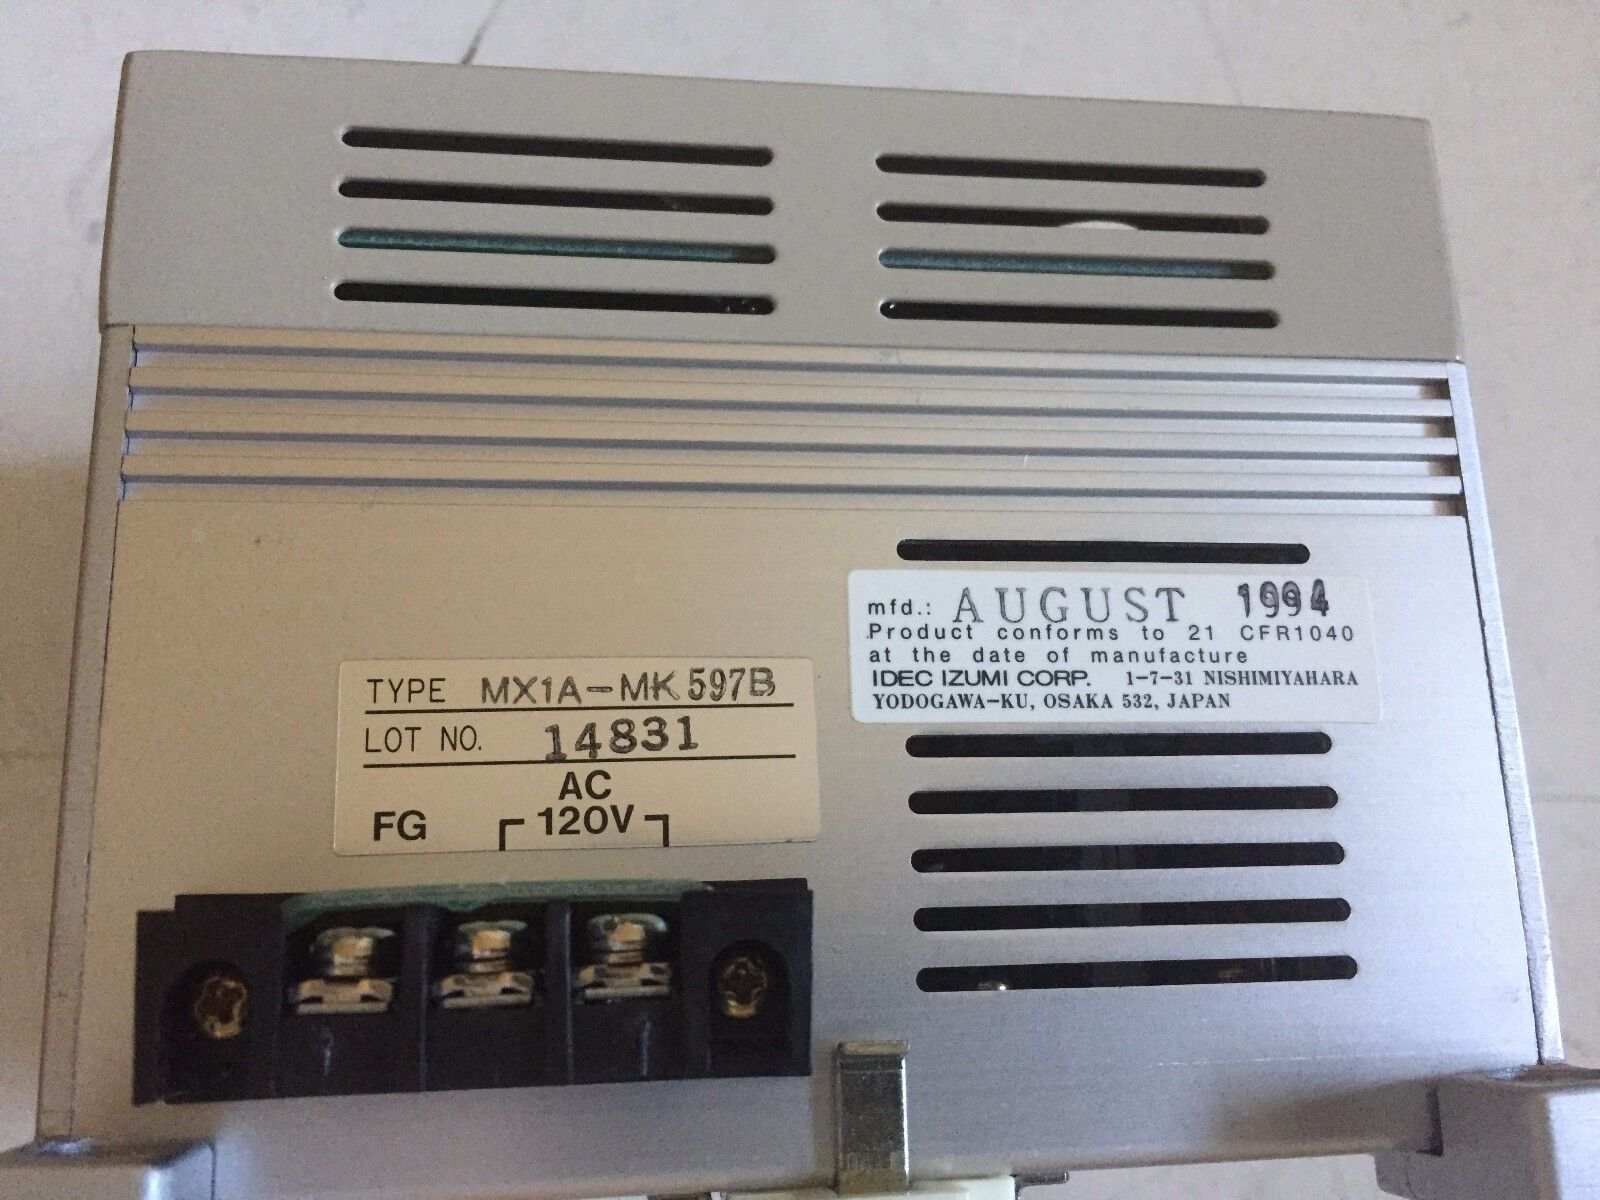 mfd.: AUGUST 1994
Product conforms to 21 CFR1040
at the date of manufacture
IDEC IZUMI CORP. 1-7-31 NISHIMIYAHARA
YODOGAWA-KU, OSAKA 532, JAPAN
TYPE MX1A-MK597B
LOT NO. 14831
AC
FG 120V